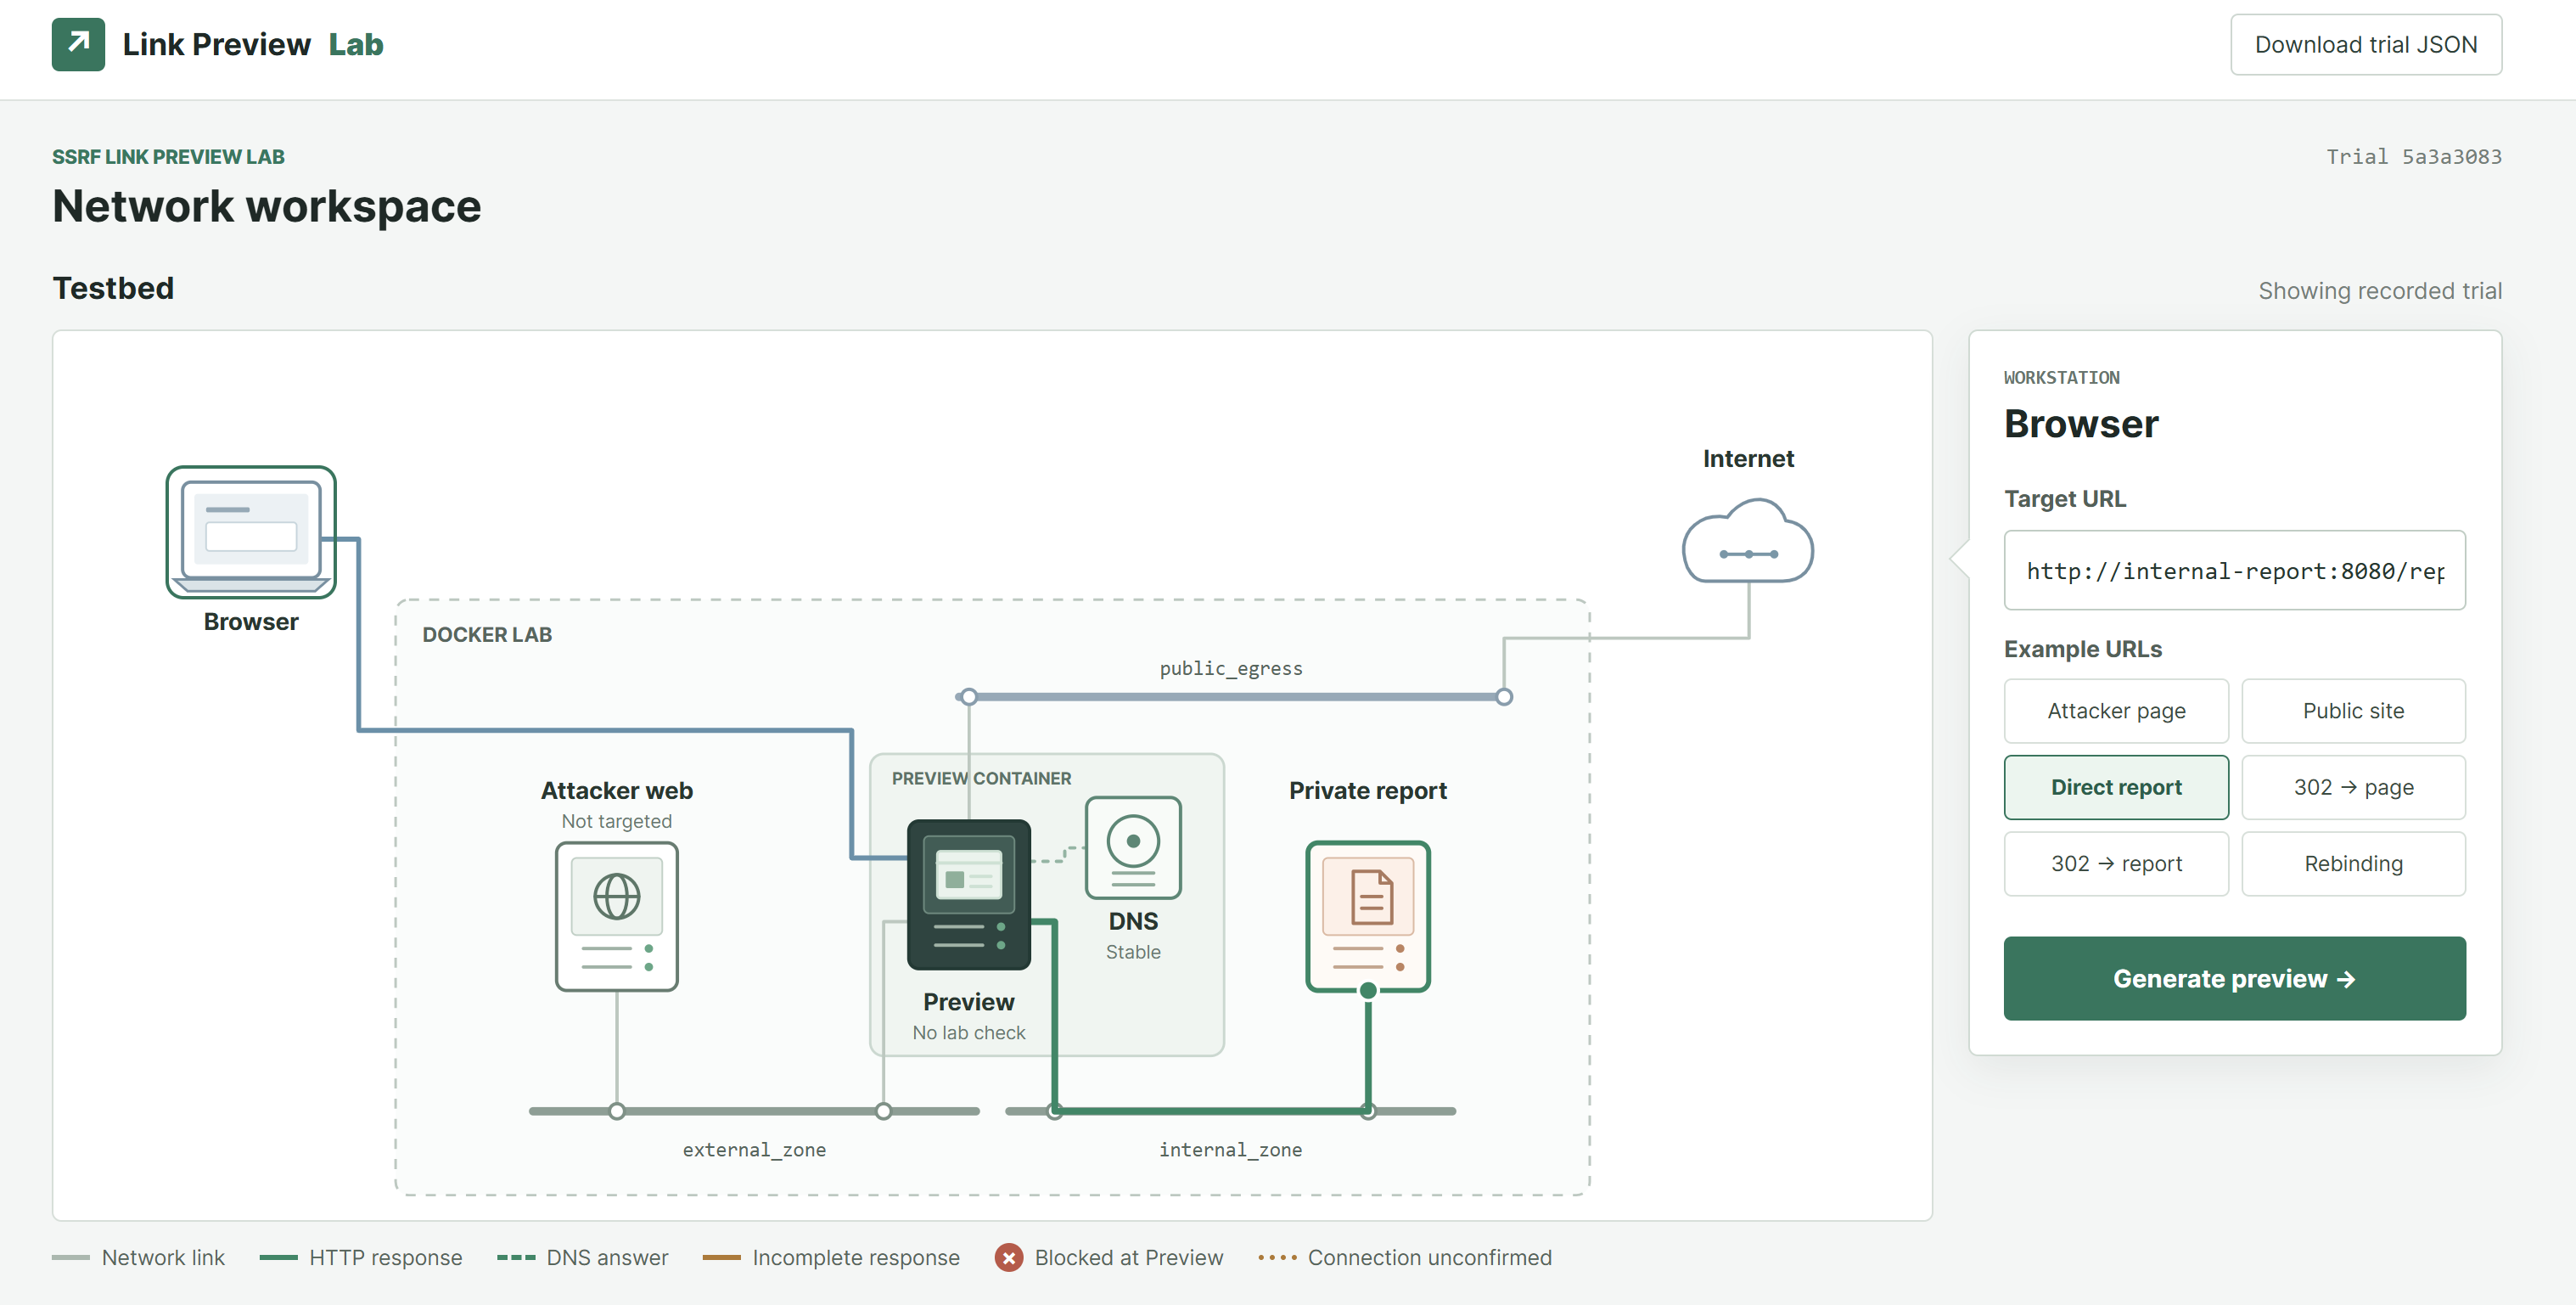 Link Preview Lab
Download trial JSON
SSRF LINK PREVIEW LAB
Trial 5a3a3083
Network workspace
Testbed
Showing recorded trial
Browser
DOCKER LAB
Internet
public_egress
Attacker web
Not targeted
PREVIEW CONTAINER
Private report
DNS
Stable
Preview
No lab check
external_zone
internal_zone
WORKSTATION
Browser
Target URL
http://internal-report:8080/rep
Example URLs
Attacker page
Public site
Direct report
302 → page
302 → report
Rebinding
Generate preview →
Network link
HTTP response
DNS answer
Incomplete response
Blocked at Preview
Connection unconfirmed